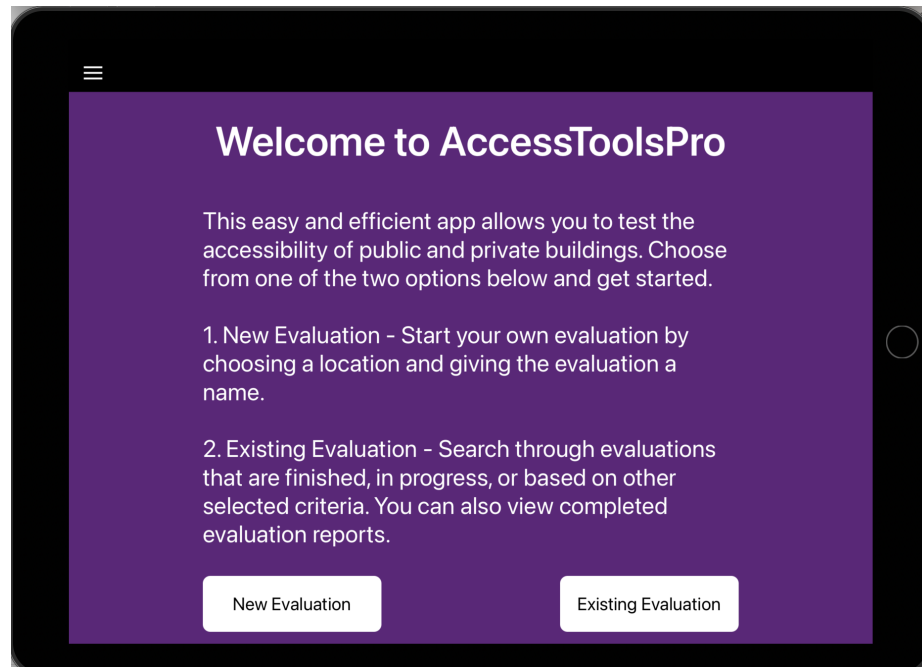 Welcome to AccessToolsPro
This easy and efficient app allows you to test the
accessibility of public and private buildings. Choose
from one of the two options below and get started.
1. New Evaluation - Start your own evaluation by
choosing a location and giving the evaluation a
name.
2. Existing Evaluation - Search through evaluations
that are finished, in progress, or based on other
selected criteria. You can also view completed
evaluation reports.
New Evaluation
Existing Evaluation